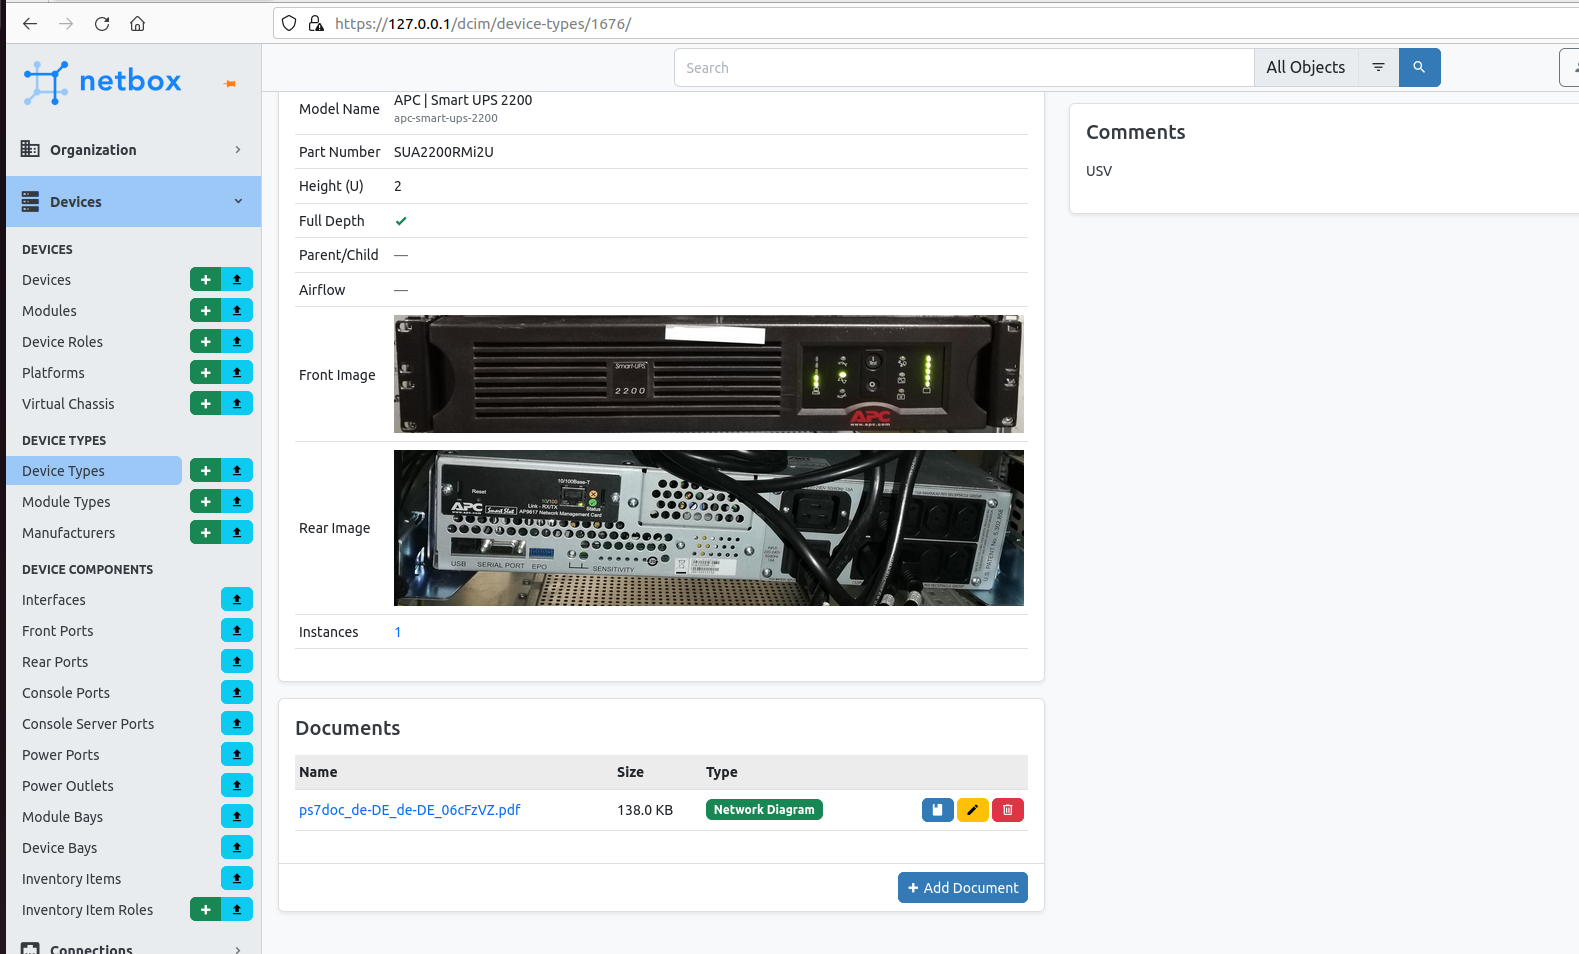 https://127.0.0.1/dcim/device-types/1676/
netbox
Search
All Objects
Organization
Devices
DEVICES
Devices
Modules
Device Roles
Platforms
Virtual Chassis
DEVICE TYPES
Device Types
Module Types
Manufacturers
DEVICE COMPONENTS
Interfaces
Front Ports
Rear Ports
Console Ports
Console Server Ports
Power Ports
Power Outlets
Module Bays
Device Bays
Inventory Items
Inventory Item Roles
Connections
Model Name APC | Smart UPS 2200
apc-smart-ups-2200
Part Number SUA2200RMi2U
Height (U) 2
Full Depth
Parent/Child —
Airflow —
Front Image
Smart-UPS
2200
APC
www.apc.com
Rear Image
Reset
10/100Base-T
10/100
Link - RX/TX
Status
APC
Smart Slot
AP9617 Network Management Card
USB SERIAL PORT EPO SENSITIVITY
Instances 1
Documents
Name Size Type
ps7doc_de-DE_de-DE_06cFzVZ.pdf 138.0 KB Network Diagram
+ Add Document
Comments
USV